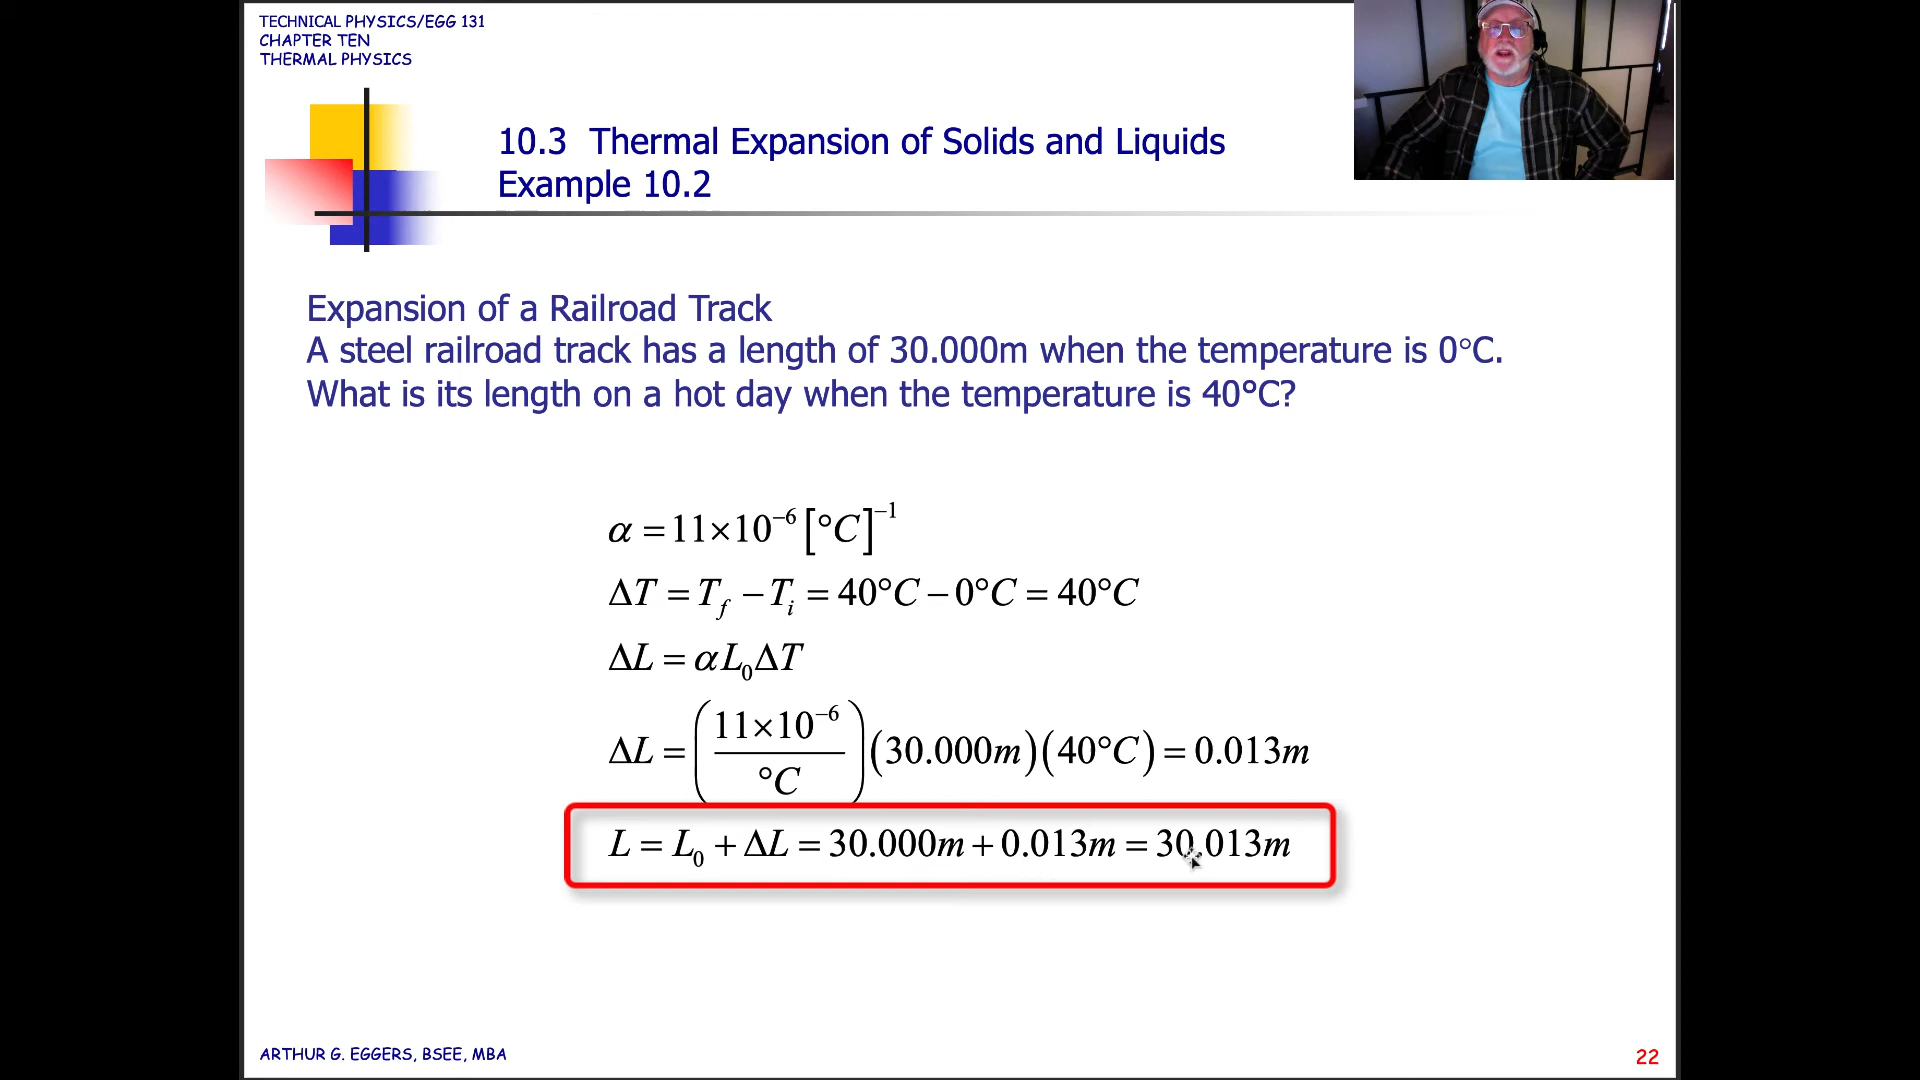 TECHNICAL PHYSICS/EGG 131
CHAPTER TEN
THERMAL PHYSICS
10.3 Thermal Expansion of Solids and Liquids
Example 10.2
Expansion of a Railroad Track
A steel railroad track has a length of 30.000m when the temperature is 0°C.
What is its length on a hot day when the temperature is 40°C?
α = 11×10⁻⁶ [°C]⁻¹
ΔT = T_f − T_i = 40°C − 0°C = 40°C
ΔL = αL₀ΔT
ΔL = (11×10⁻⁶/°C)(30.000m)(40°C) = 0.013m
L = L₀ + ΔL = 30.000m + 0.013m = 30.013m
ARTHUR G. EGGERS, BSEE, MBA
22